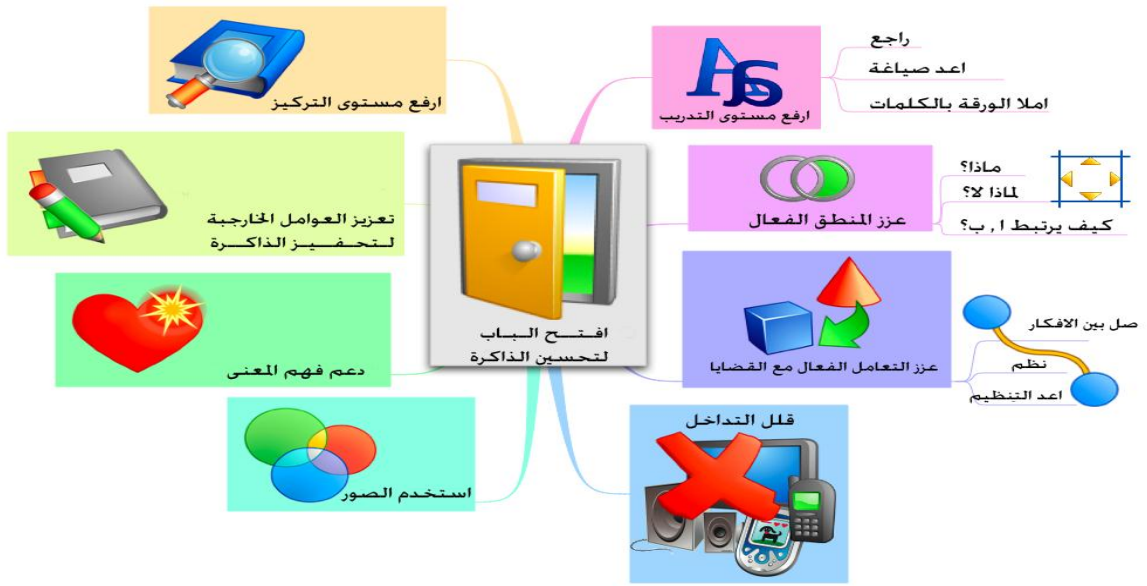 افتح الباب
لتحسين الذاكرة
ارفع مستوى التدريب
راجع
اعد صياغة
املا الورقة بالكلمات
عزز المنطق الفعال
ماذا؟
لماذا لا؟
كيف يرتبط ا , ب؟
عزز التعامل الفعال مع القضايا
صل بين الافكار
نظم
اعد التنظيم
قلل التداخل
استخدم الصور
دعم فهم المعنى
تعزيز العوامل الخارجية
لتحفيز الذاكرة
ارفع مستوى التركيز